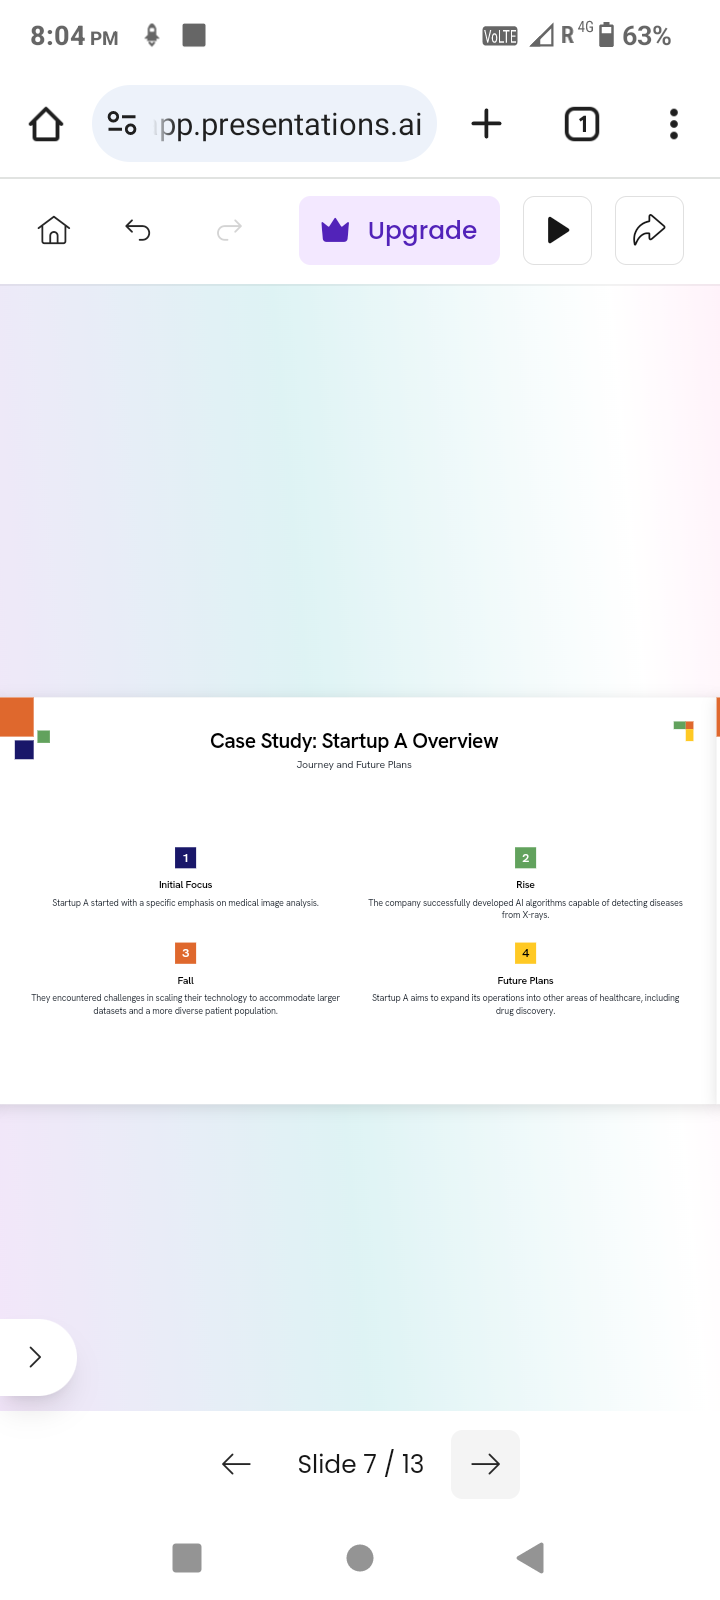 8:04 PM
VoLTE R 4G 63%
pp.presentations.ai
1
Upgrade
Case Study: Startup A Overview
Journey and Future Plans
1
Initial Focus
Startup A started with a specific emphasis on medical image analysis.
2
Rise
The company successfully developed AI algorithms capable of detecting diseases
from X-rays.
3
Fall
They encountered challenges in scaling their technology to accommodate larger
datasets and a more diverse patient population.
4
Future Plans
Startup A aims to expand its operations into other areas of healthcare, including
drug discovery.
Slide 7 / 13